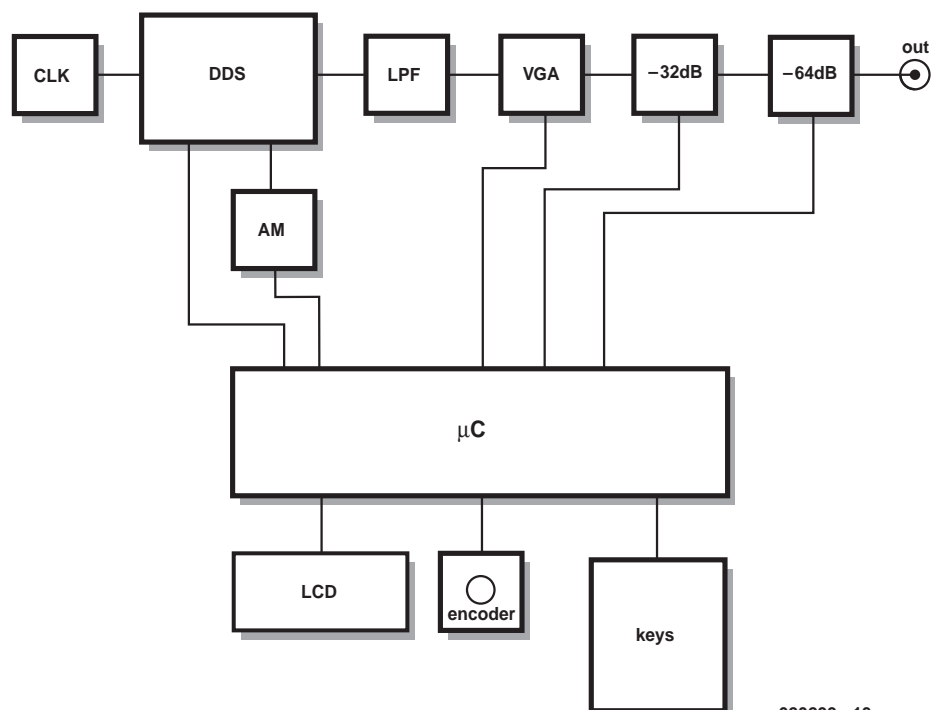 out
CLK
DDS
LPF
VGA
–32dB
–64dB
AM
μC
LCD
encoder
keys